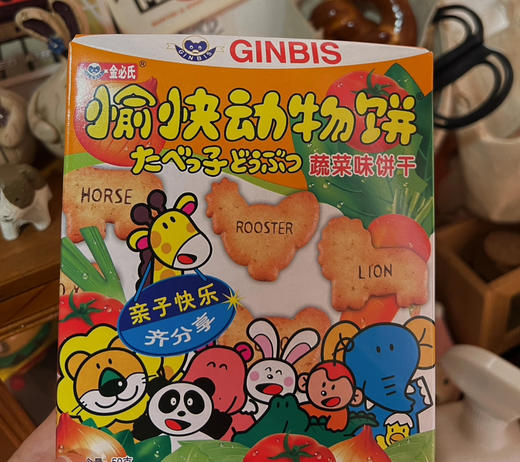 GINBIS
GINBIS
金必氏®
愉快动物饼
たべっ子どうぶつ
蔬菜味饼干
HORSE
ROOSTER
LION
亲子快乐
齐分享